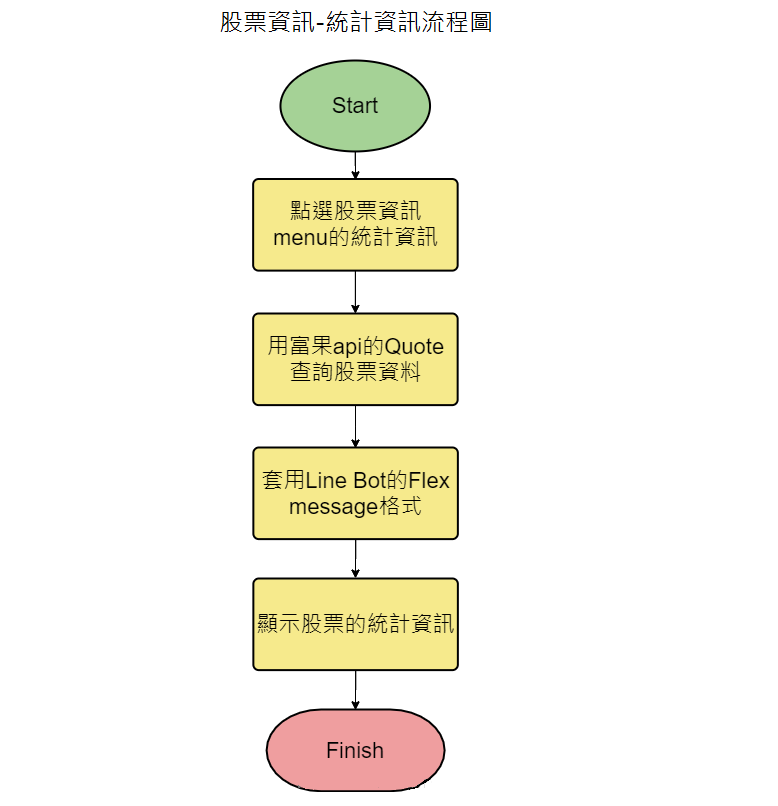 股票資訊-統計資訊流程圖
Start
點選股票資訊
menu的統計資訊
用富果api的Quote
查詢股票資料
套用Line Bot的Flex
message格式
顯示股票的統計資訊
Finish